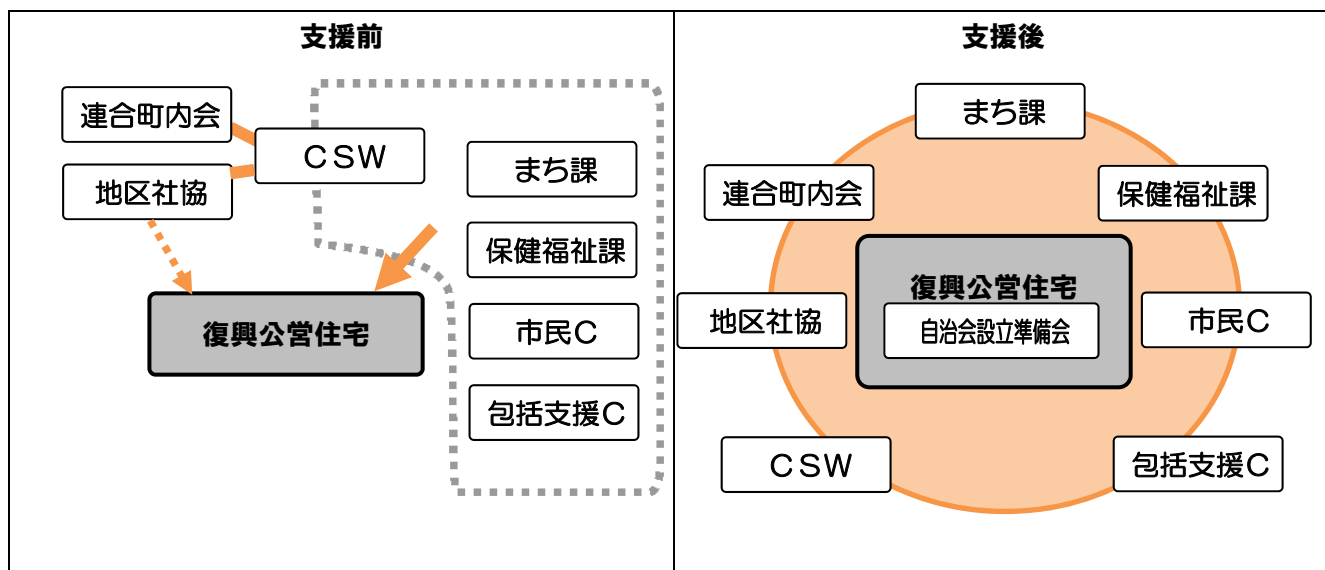 支援前
連合町内会
CSW
地区社協
まち課
保健福祉課
市民C
包括支援C
復興公営住宅
支援後
まち課
連合町内会
保健福祉課
復興公営住宅
自治会設立準備会
地区社協
市民C
CSW
包括支援C